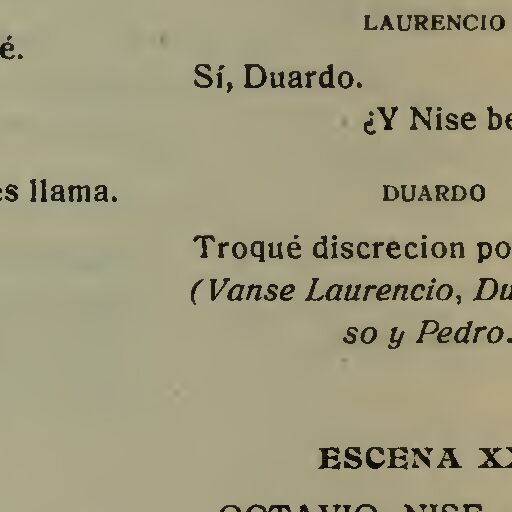 é.
es llama.
LAURENCIO
Sí, Duardo.
¿Y Nise be
DUARDO
Troqué discrecion po
(Vanse Laurencio, Du
so y Pedro.
ESCENA XX
OCTAVIO, NISE